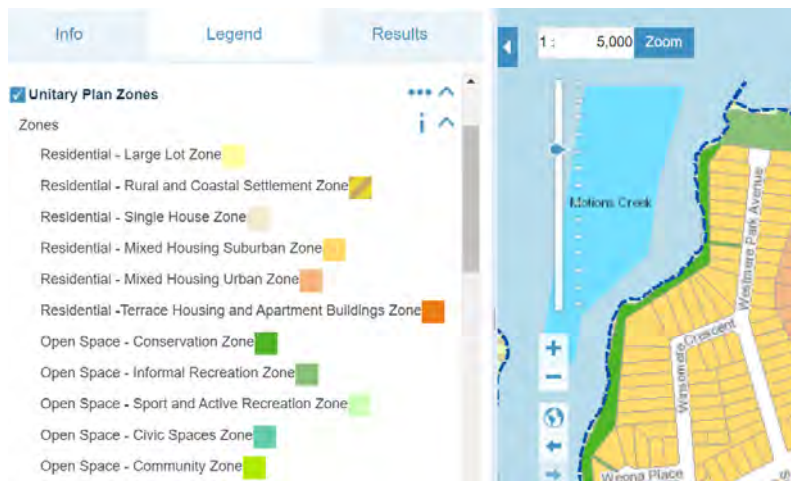 Info Legend Results
1 : 5,000 Zoom
Unitary Plan Zones
Zones
Residential - Large Lot Zone
Residential - Rural and Coastal Settlement Zone
Residential - Single House Zone
Residential - Mixed Housing Suburban Zone
Residential - Mixed Housing Urban Zone
Residential -Terrace Housing and Apartment Buildings Zone
Open Space - Conservation Zone
Open Space - Informal Recreation Zone
Open Space - Sport and Active Recreation Zone
Open Space - Civic Spaces Zone
Open Space - Community Zone
Motions Creek
Westmere Park Avenue
Winsomere Crescent
Weona Place